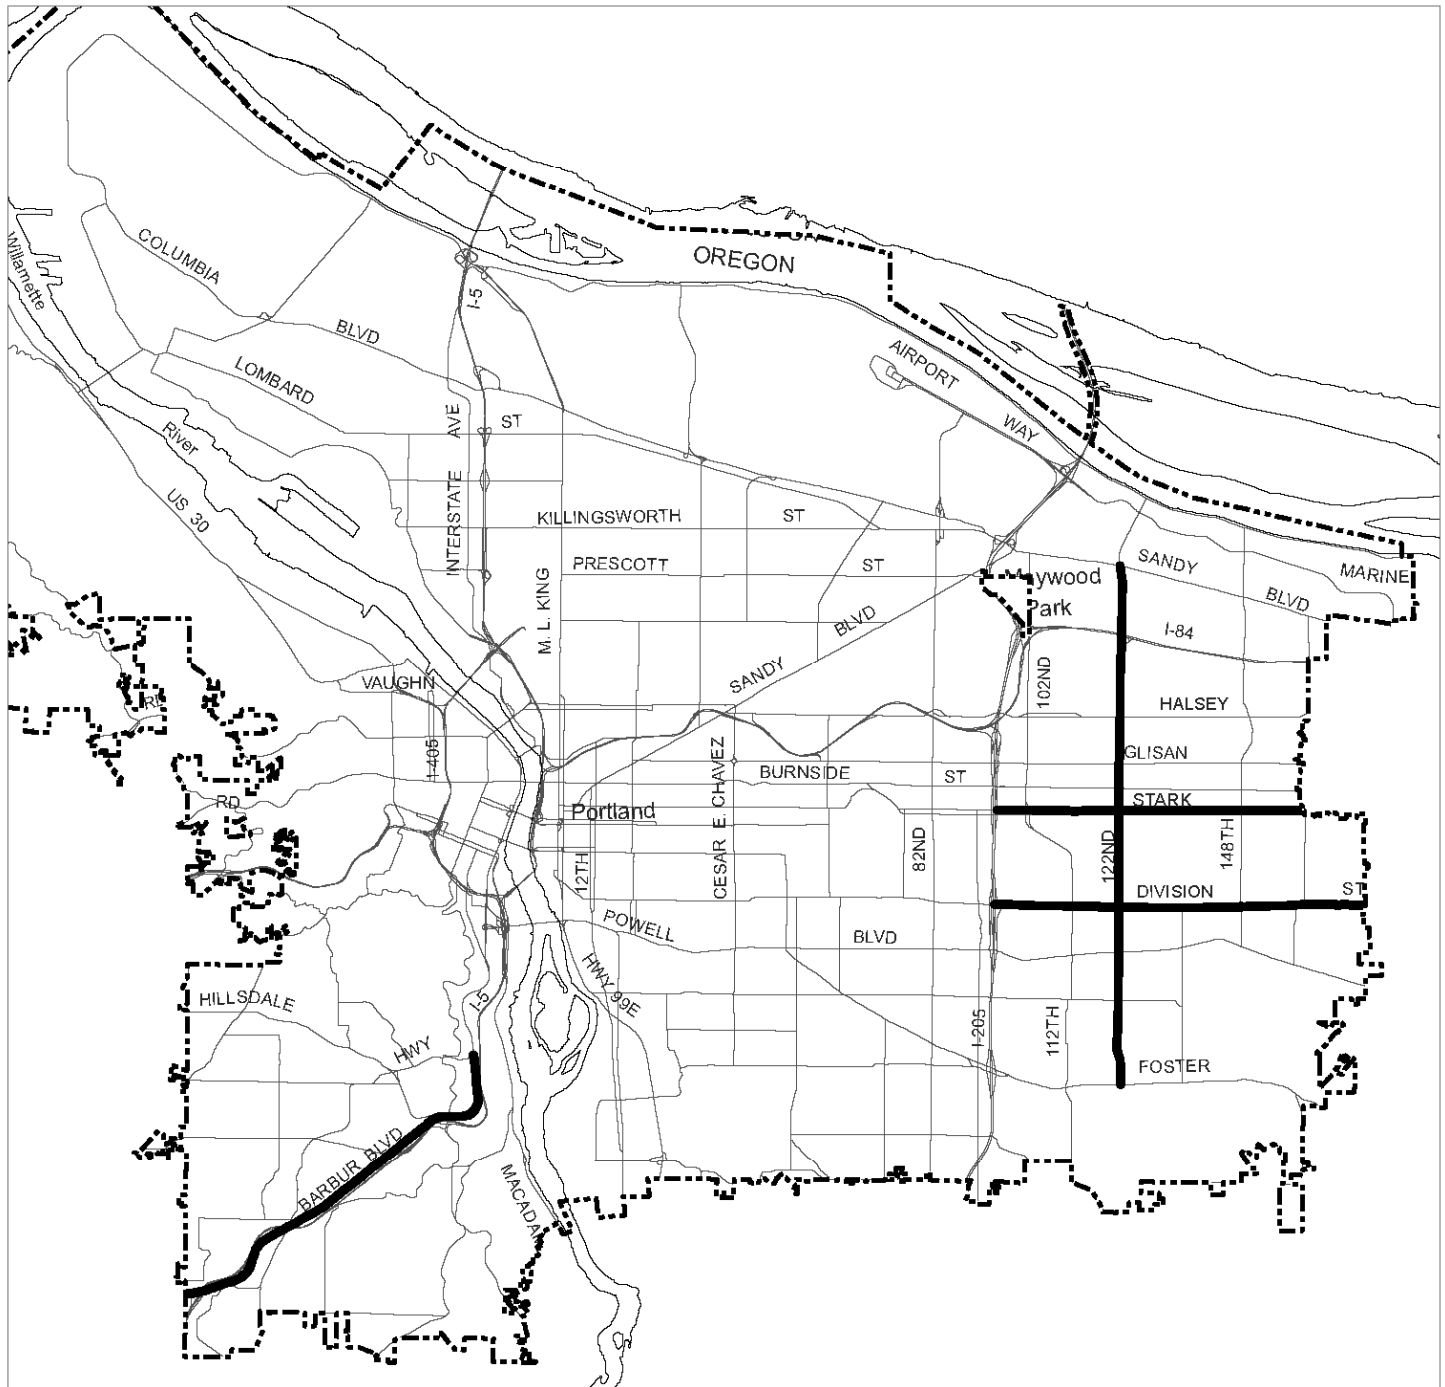 OREGON
COLUMBIA
BLVD
I-5
Willamette
AIRPORT
WAY
LOMBARD
ST
INTERSTATE AVE
River
US 30
KILLINGSWORTH ST
PRESCOTT ST
SANDY
BLVD
MARINE
Park
M. L. KING
I-84
SANDY BLVD
VAUGHN
102ND
HALSEY
RD
I-405
GLISAN
CESAR E. CHAVEZ
BURNSIDE ST
STARK
RD
Portland
12TH
82ND
122ND
148TH
DIVISION ST
POWELL BLVD
HWY 99E
HILLSDALE
HWY
I-5
I-205
112TH
FOSTER
BARBUR BLVD
MACADAM